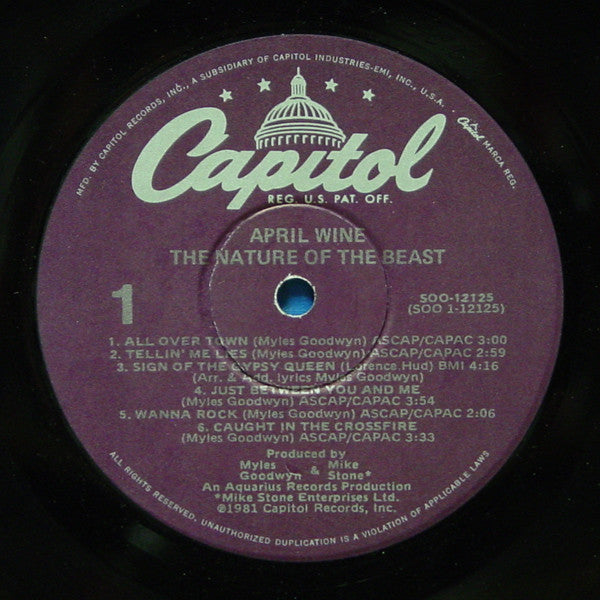 MFD. BY CAPITOL RECORDS, INC., A SUBSIDIARY OF CAPITOL INDUSTRIES-EMI, INC., U.S.A.
Capitol MARCA REG.
Capitol
REG. U.S. PAT. OFF.
APRIL WINE
THE NATURE OF THE BEAST
1
SOO-12125
(SOO 1-12125)
1. ALL OVER TOWN (Myles Goodwyn) ASCAP/CAPAC 3:00
2. TELLIN' ME LIES (Myles Goodwyn) ASCAP/CAPAC 2:59
3. SIGN OF THE GYPSY QUEEN (Lorence Hud) BMI 4:16
(Arr. & Add. lyrics Myles Goodwyn)
4. JUST BETWEEN YOU AND ME
(Myles Goodwyn) ASCAP/CAPAC 3:54
5. WANNA ROCK (Myles Goodwyn) ASCAP/CAPAC 2:06
6. CAUGHT IN THE CROSSFIRE
(Myles Goodwyn) ASCAP/CAPAC 3:33
Produced by
Myles Goodwyn & Mike Stone*
An Aquarius Records Production
*Mike Stone Enterprises Ltd.
℗1981 Capitol Records, Inc.
ALL RIGHTS RESERVED. UNAUTHORIZED DUPLICATION IS A VIOLATION OF APPLICABLE LAWS